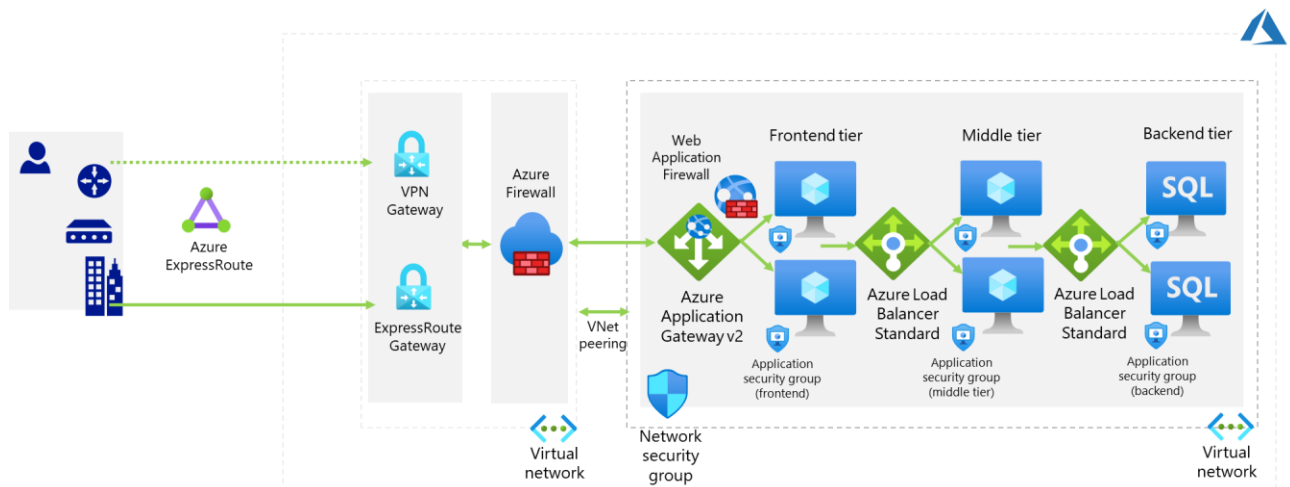 Azure
ExpressRoute
VPN
Gateway
ExpressRoute
Gateway
Azure
Firewall
Virtual
network
VNet
peering
Web
Application
Firewall
Azure
Application
Gateway v2
Network
security
group
Frontend tier
Application
security group
(frontend)
Azure Load
Balancer
Standard
Middle tier
Application
security group
(middle tier)
Azure Load
Balancer
Standard
Backend tier
SQL
SQL
Application
security group
(backend)
Virtual
network